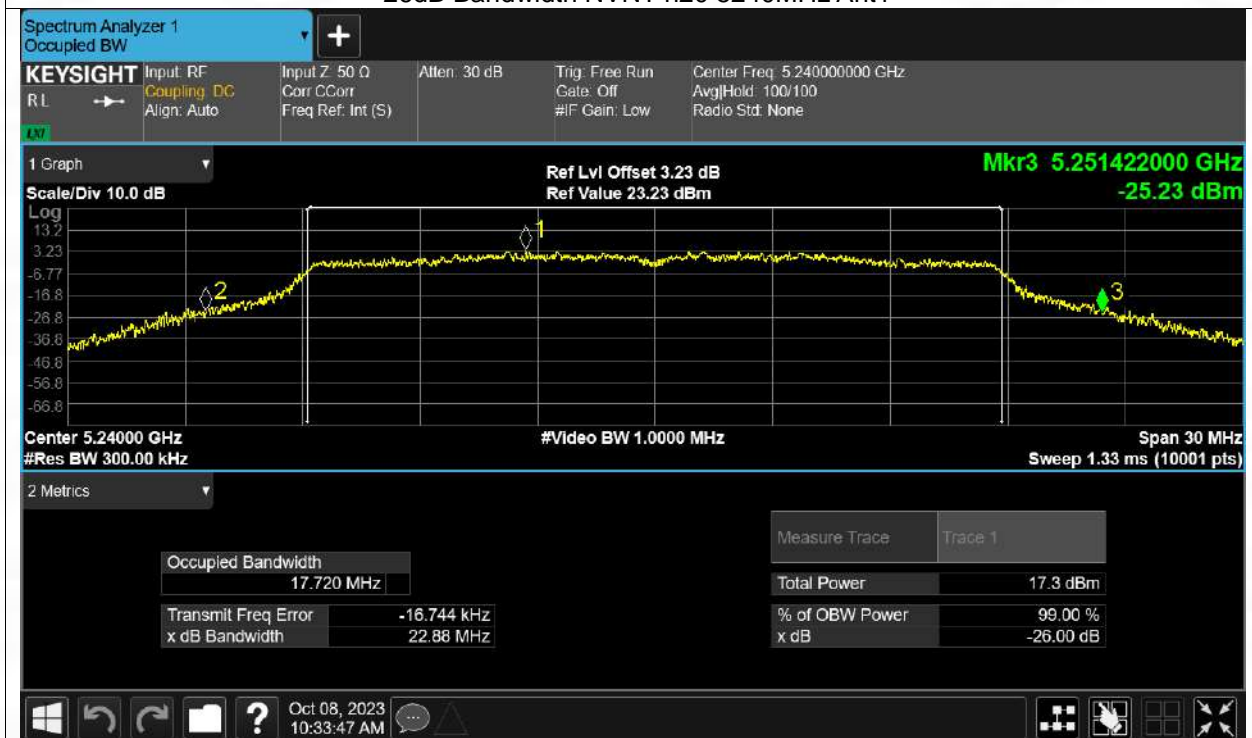 Spectrum Analyzer 1
Occupied BW
+
KEYSIGHT Input: RF Input Z: 50 Ω Atten: 30 dB Trig: Free Run Center Freq: 5.240000000 GHz
RL Coupling: DC Corr CCorr Gate: Off Avg|Hold: 100/100
Align: Auto Freq Ref: Int (S) #IF Gain: Low Radio Std: None
LXI
1 Graph Ref Lvl Offset 3.23 dB Mkr3 5.251422000 GHz
Scale/Div 10.0 dB Ref Value 23.23 dBm -25.23 dBm
Log
13.2
1
3.23
-6.77
-16.8
2
3
-26.8
-36.8
-46.8
-56.8
-66.8
Center 5.24000 GHz #Video BW 1.0000 MHz Span 30 MHz
#Res BW 300.00 kHz Sweep 1.33 ms (10001 pts)
2 Metrics
Measure Trace Trace 1
Occupied Bandwidth
17.720 MHz Total Power 17.3 dBm
Transmit Freq Error -16.744 kHz % of OBW Power 99.00 %
x dB Bandwidth 22.88 MHz x dB -26.00 dB
? Oct 08, 2023
10:33:47 AM